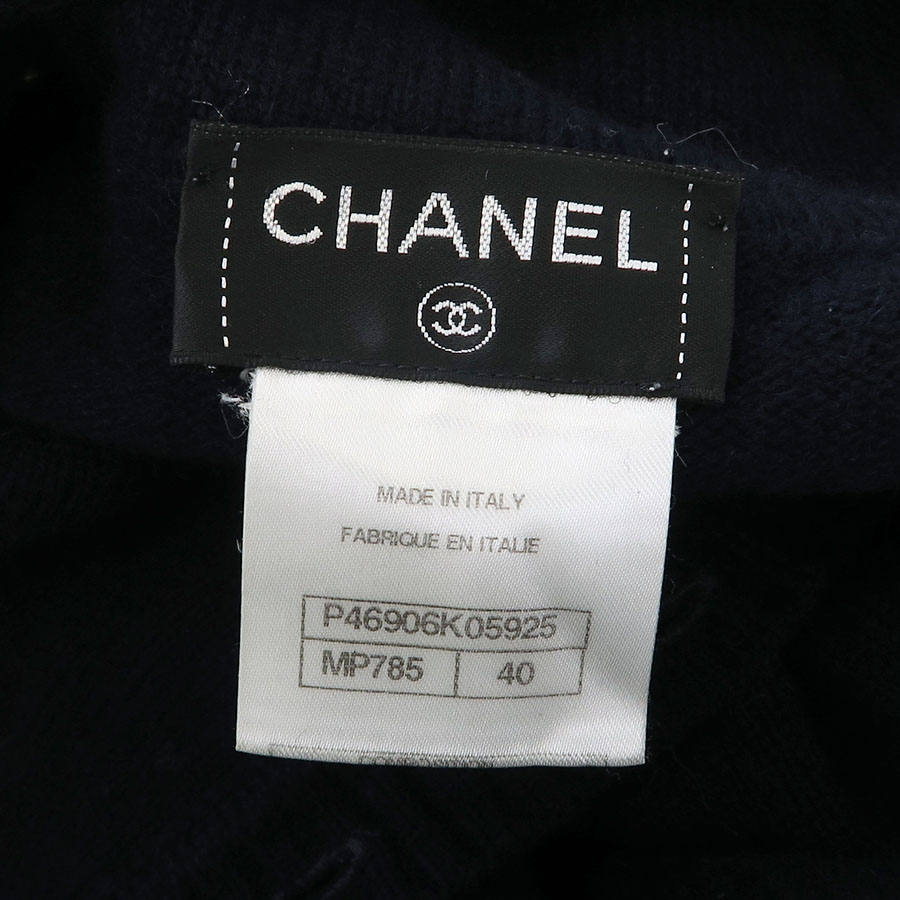 CHANEL
MADE IN ITALY
FABRIQUE EN ITALIE
P46906K05925
MP785 40